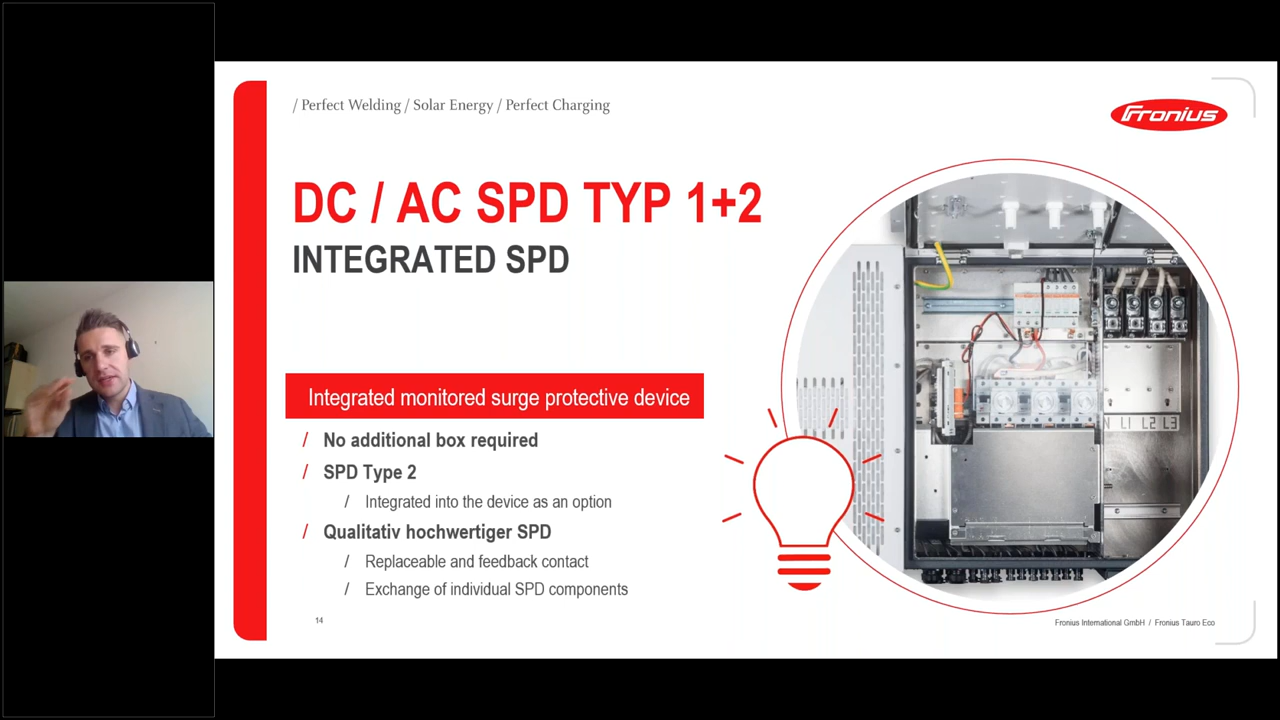 / Perfect Welding / Solar Energy / Perfect Charging
Fronius
DC / AC SPD TYP 1+2
INTEGRATED SPD
Integrated monitored surge protective device
/ No additional box required
/ SPD Type 2
/ Integrated into the device as an option
/ Qualitativ hochwertiger SPD
/ Replaceable and feedback contact
/ Exchange of individual SPD components
N L1 L2 L3
14
Fronius International GmbH / Fronius Tauro Eco